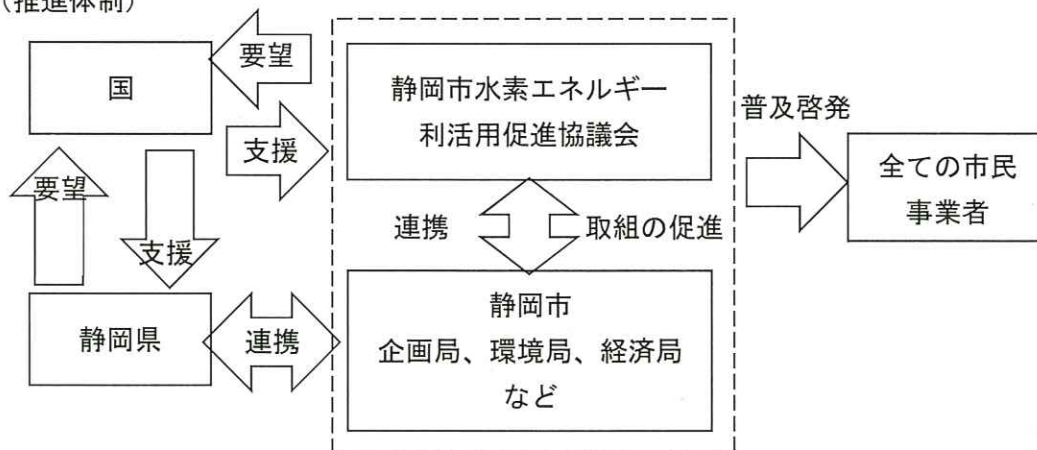 （推進体制）
国
要望
支援
要望
支援
静岡県
連携
静岡市水素エネルギー
利活用促進協議会
連携
取組の促進
静岡市
企画局、環境局、経済局
など
普及啓発
全ての市民
事業者